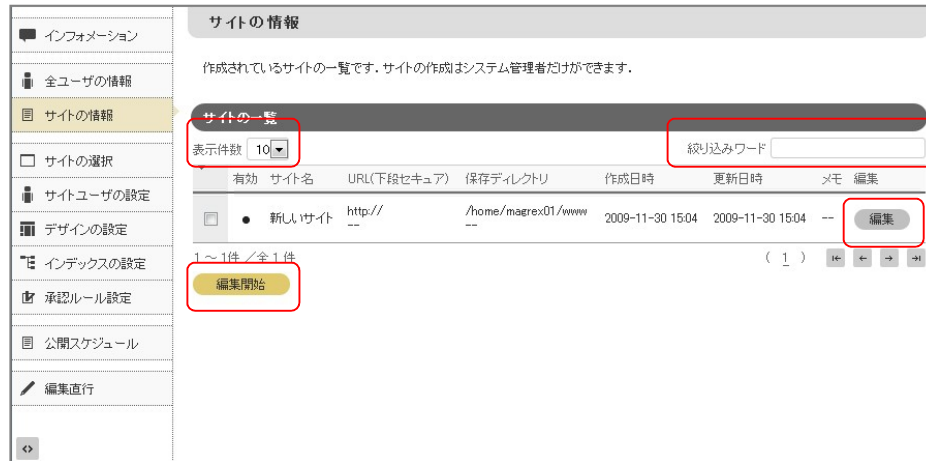 サイトの情報
インフォメーション
全ユーザの情報
サイトの情報
サイトの選択
サイトユーザの設定
デザインの設定
インデックスの設定
承認ルール設定
公開スケジュール
編集直行
作成されているサイトの一覧です．サイトの作成はシステム管理者だけができます．
サイトの一覧
表示件数 10
絞り込みワード
有効 サイト名 URL(下段セキュア) 保存ディレクトリ 作成日時 更新日時 メモ 編集
● 新しいサイト http:// /home/magrex01/www 2009-11-30 15:04 2009-11-30 15:04 -- 編集
-- --
1～1件／全1件 ( 1 )
編集開始